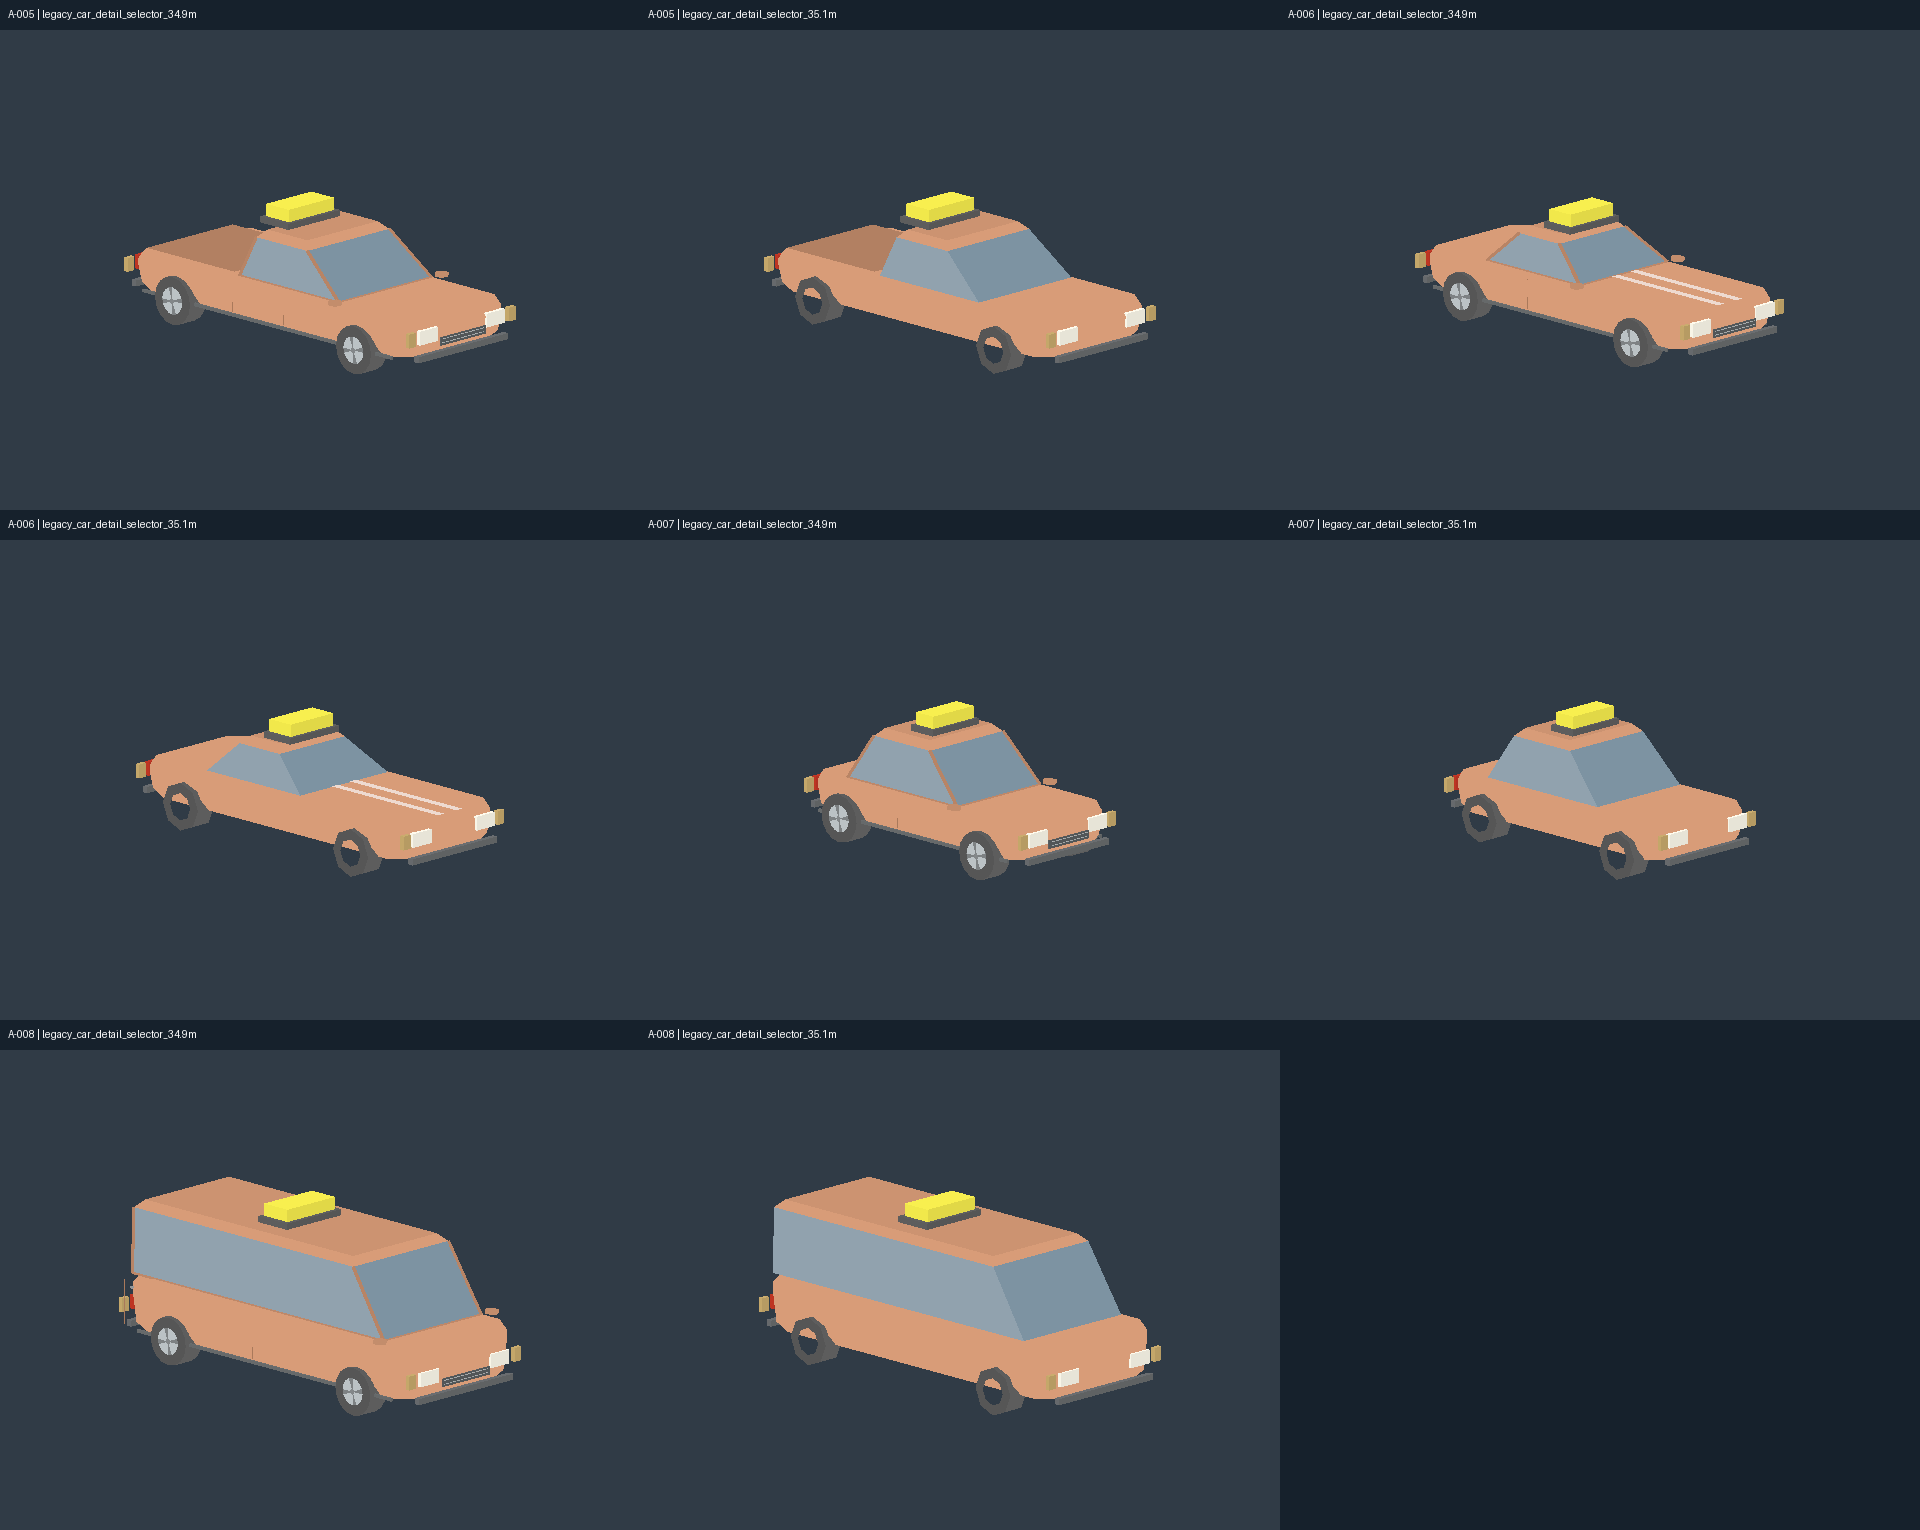 A-005 | legacy_car_detail_selector_34.9m
A-005 | legacy_car_detail_selector_35.1m
A-006 | legacy_car_detail_selector_34.9m
A-006 | legacy_car_detail_selector_35.1m
A-007 | legacy_car_detail_selector_34.9m
A-007 | legacy_car_detail_selector_35.1m
A-008 | legacy_car_detail_selector_34.9m
A-008 | legacy_car_detail_selector_35.1m